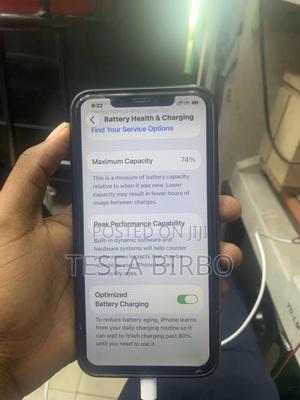 8:22
Battery Health & Charging
Find Your Service Options
Maximum Capacity 74%
This is a measure of battery capacity
relative to when it was new. Lower
capacity may result in fewer hours of
usage between charges.
Peak Performance Capability
POSTED ON JIJI
Built-in dynamic software and
hardware systems will help counter
TESFA BIRBO
Optimized
Battery Charging
To reduce battery aging, iPhone learns
from your daily charging routine so it
can wait to finish charging past 80%
until you need to use it.